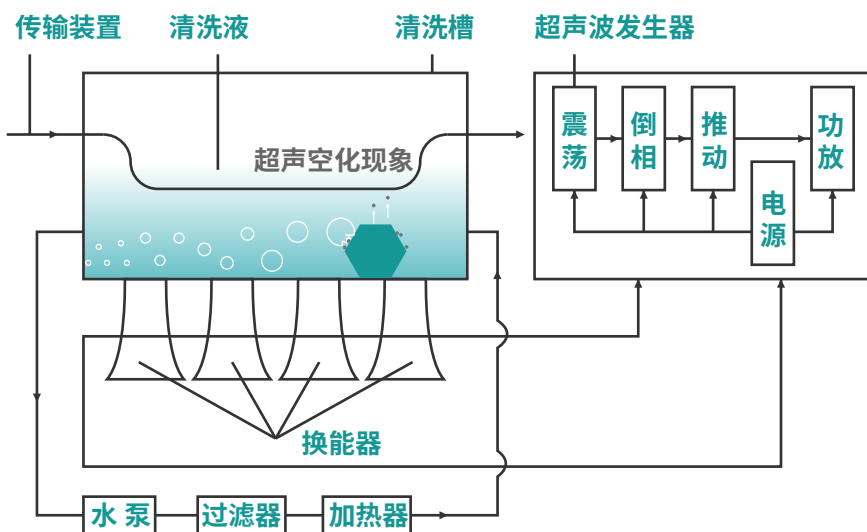 传输装置
清洗液
清洗槽
超声波发生器
震荡
倒相
推动
功放
超声空化现象
电源
换能器
水 泵
过滤器
加热器